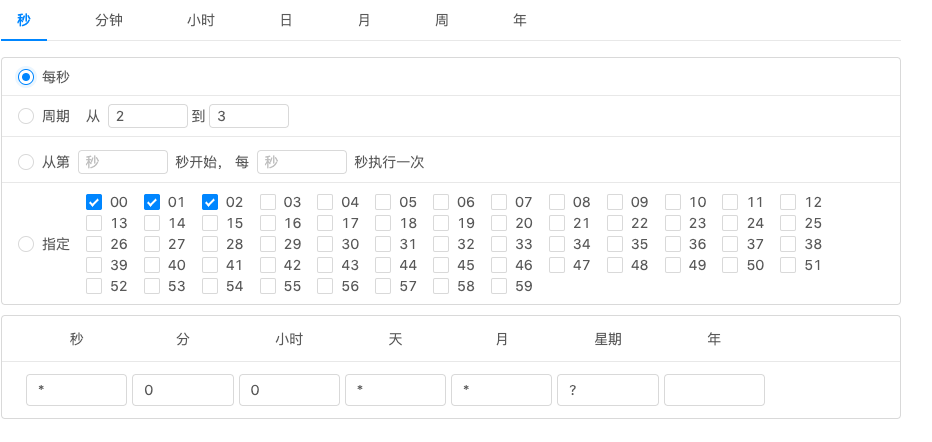 秒 分钟 小时 日 月 周 年
每秒
周期 从 2 到 3
从第 秒 秒开始， 每 秒 秒执行一次
00 01 02 03 04 05 06 07 08 09 10 11 12
13 14 15 16 17 18 19 20 21 22 23 24 25
指定 26 27 28 29 30 31 32 33 34 35 36 37 38
39 40 41 42 43 44 45 46 47 48 49 50 51
52 53 54 55 56 57 58 59
秒 分 小时 天 月 星期 年
* 0 0 * * ?